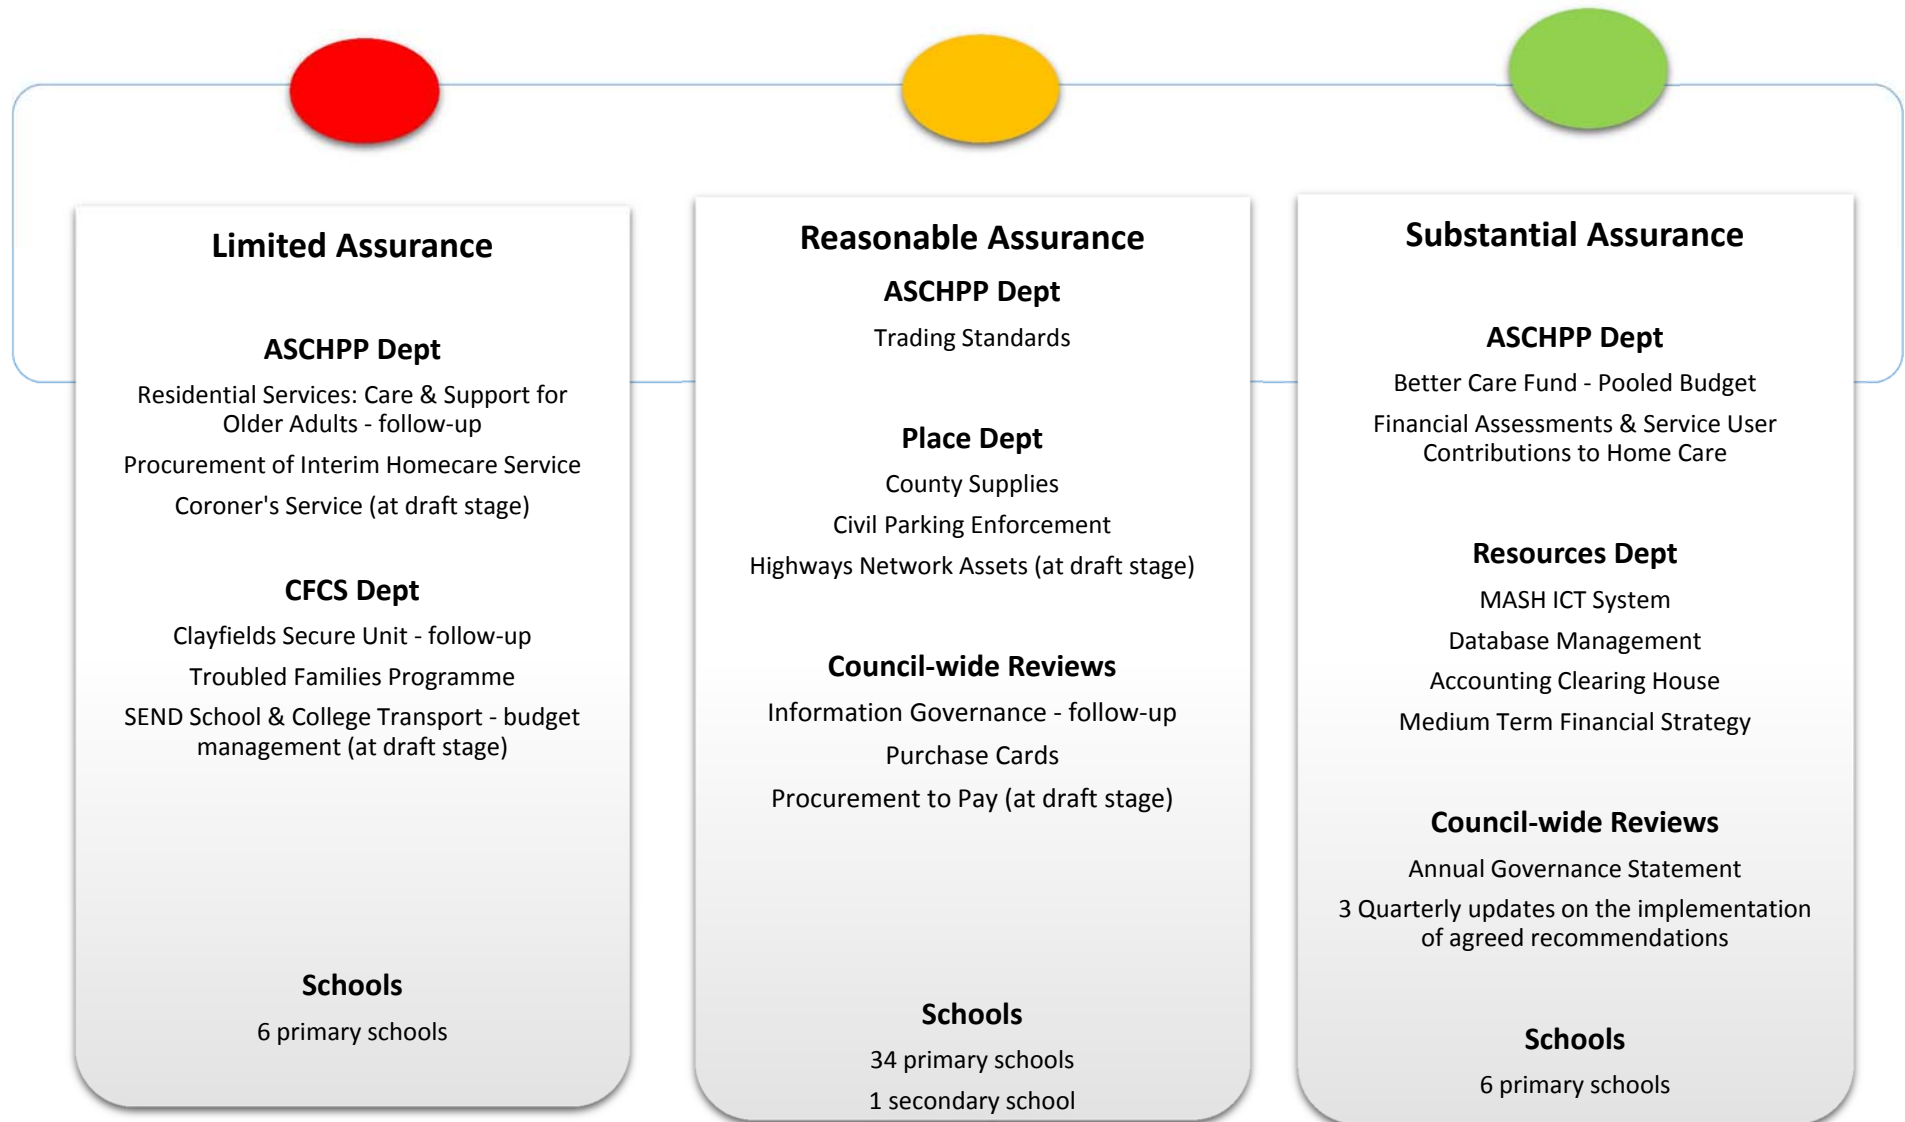 Limited Assurance
ASCHPP Dept
Residential Services: Care & Support for
Older Adults - follow-up
Procurement of Interim Homecare Service
Coroner's Service (at draft stage)
CFCS Dept
Clayfields Secure Unit - follow-up
Troubled Families Programme
SEND School & College Transport - budget
management (at draft stage)
Schools
6 primary schools
Reasonable Assurance
ASCHPP Dept
Trading Standards
Place Dept
County Supplies
Civil Parking Enforcement
Highways Network Assets (at draft stage)
Council-wide Reviews
Information Governance - follow-up
Purchase Cards
Procurement to Pay (at draft stage)
Schools
34 primary schools
1 secondary school
Substantial Assurance
ASCHPP Dept
Better Care Fund - Pooled Budget
Financial Assessments & Service User
Contributions to Home Care
Resources Dept
MASH ICT System
Database Management
Accounting Clearing House
Medium Term Financial Strategy
Council-wide Reviews
Annual Governance Statement
3 Quarterly updates on the implementation
of agreed recommendations
Schools
6 primary schools